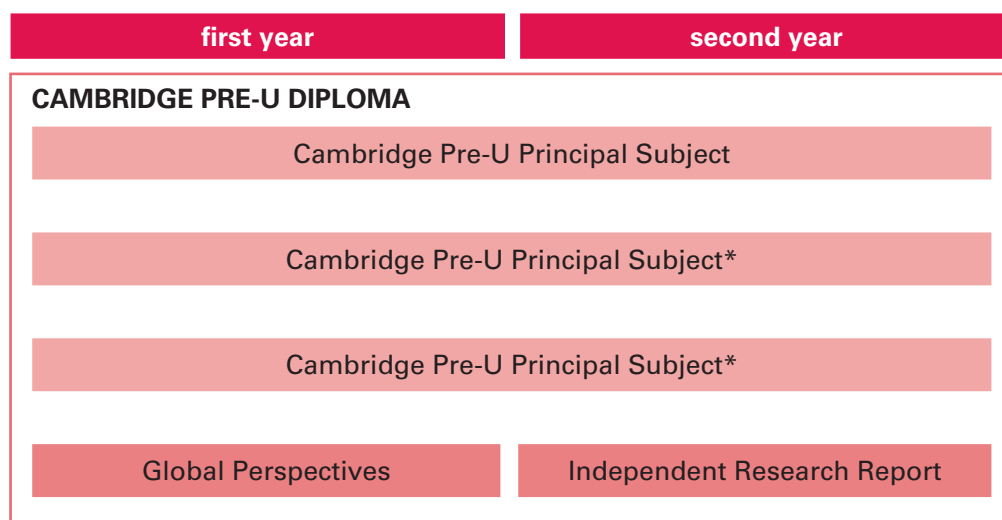 first year
second year
CAMBRIDGE PRE-U DIPLOMA
Cambridge Pre-U Principal Subject
Cambridge Pre-U Principal Subject*
Cambridge Pre-U Principal Subject*
Global Perspectives
Independent Research Report